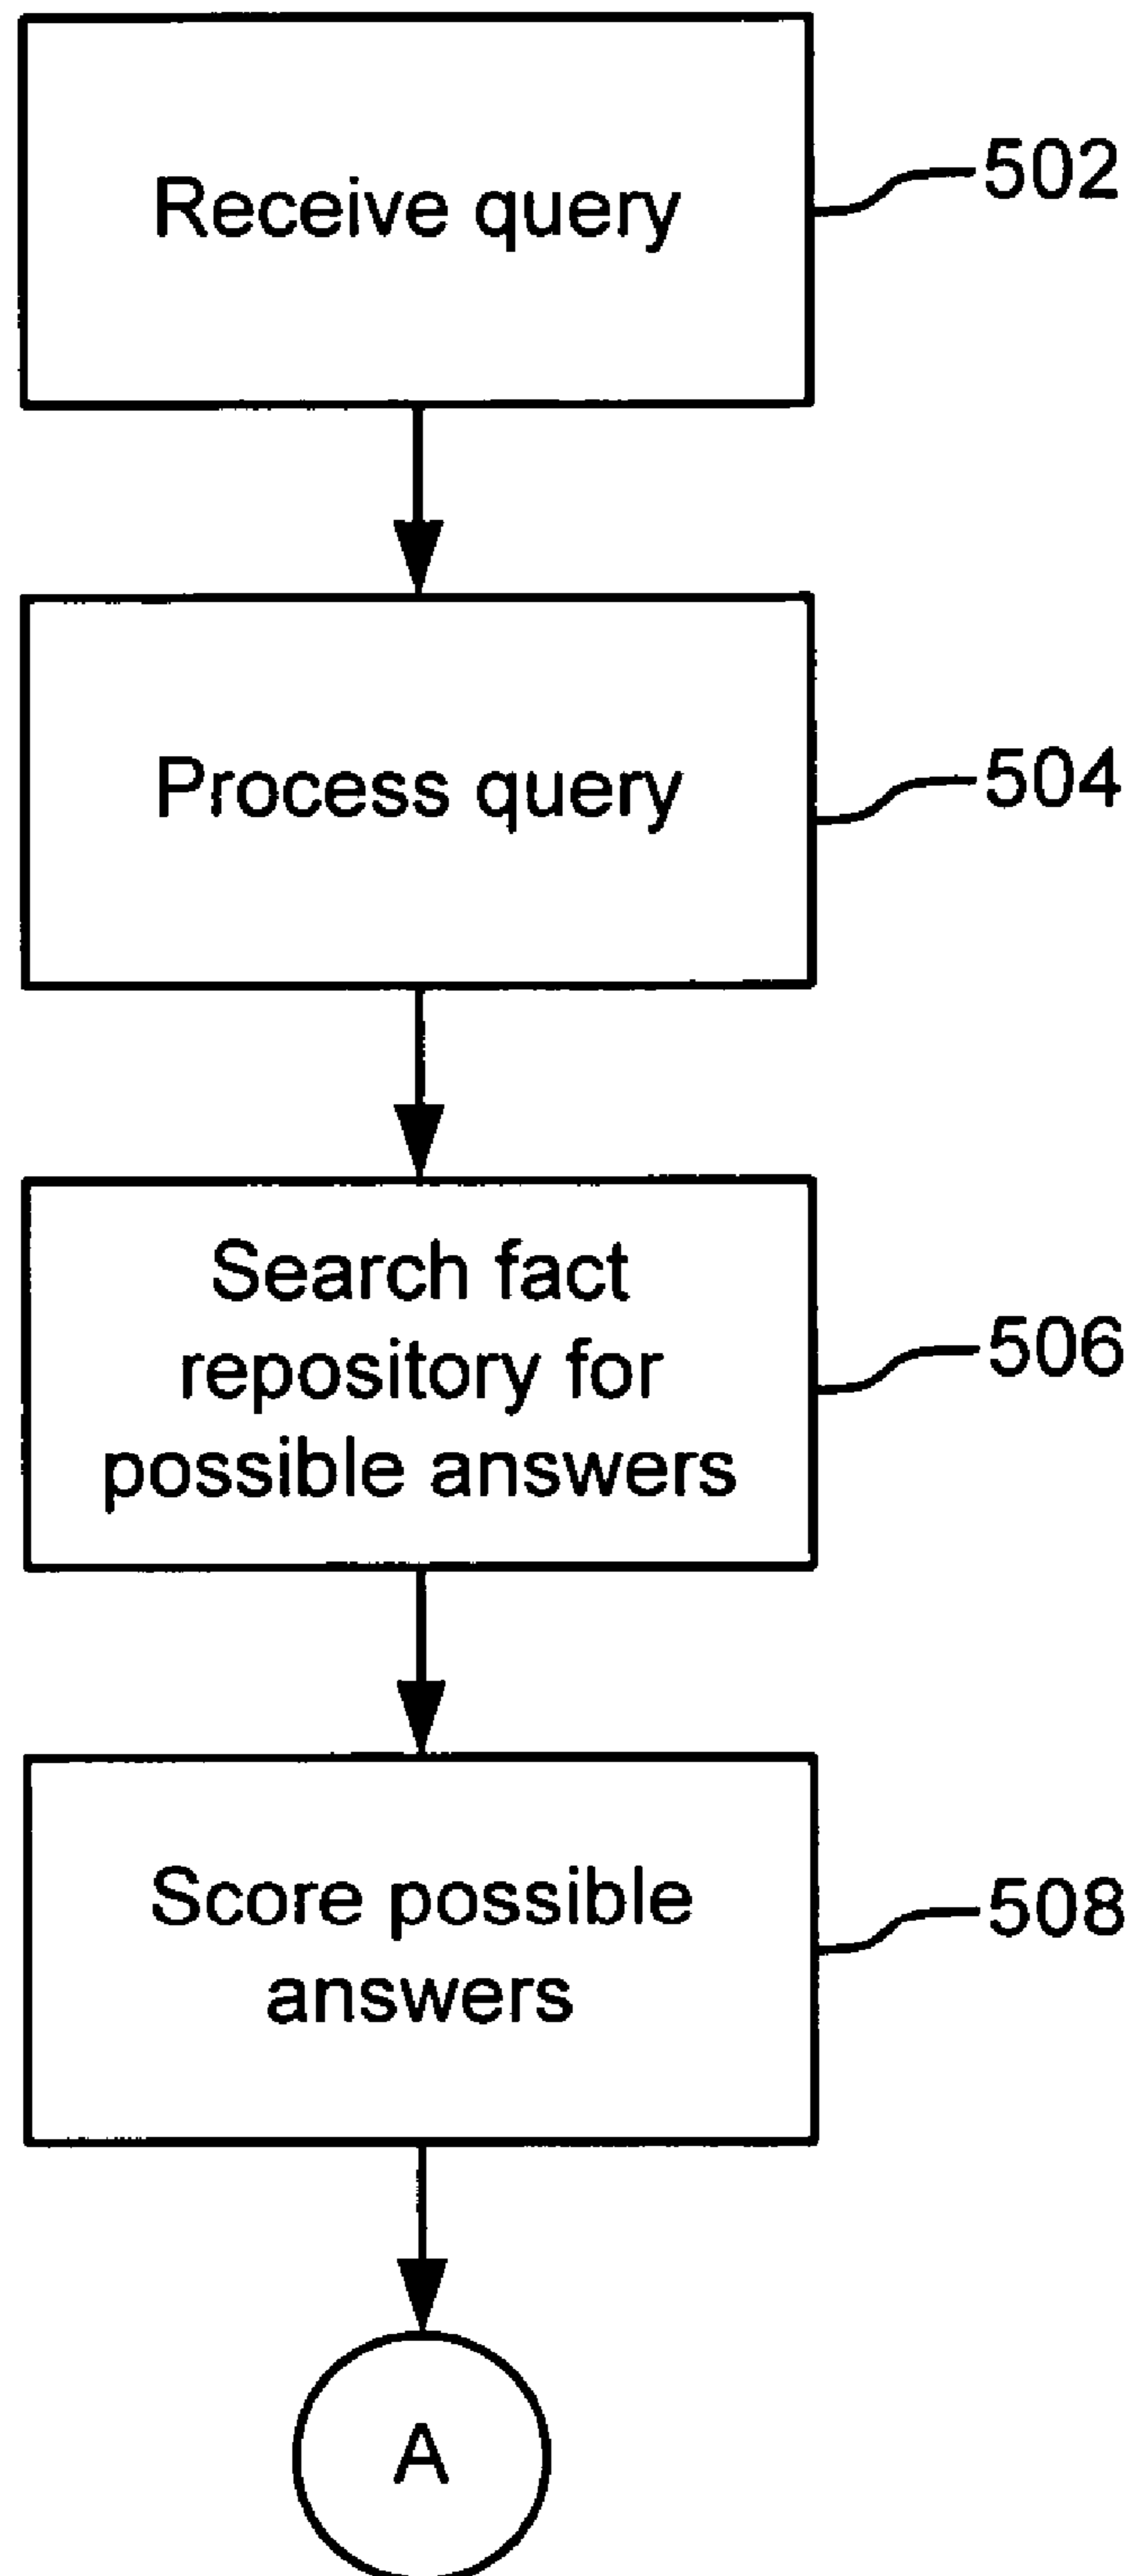 Receive query
502
Process query
504
Search fact
repository for
possible answers
506
Score possible
answers
508
A